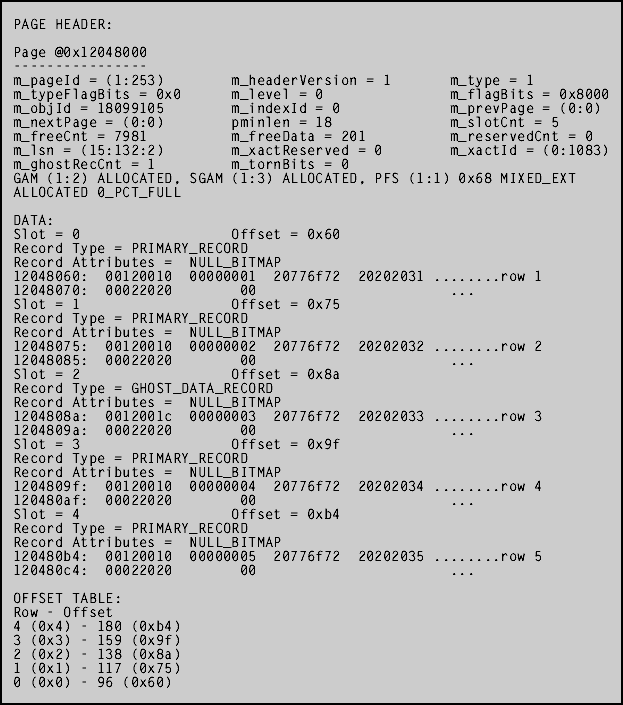 PAGE HEADER:
Page @0x12048000
----------------
m_pageId = (1:253) m_headerVersion = 1 m_type = 1
m_typeFlagBits = 0x0 m_level = 0 m_flagBits = 0x8000
m_objId = 18099105 m_indexId = 0 m_prevPage = (0:0)
m_nextPage = (0:0) pminlen = 18 m_slotCnt = 5
m_freeCnt = 7981 m_freeData = 201 m_reservedCnt = 0
m_lsn = (15:132:2) m_xactReserved = 0 m_xactId = (0:1083)
m_ghostRecCnt = 1 m_tornBits = 0
GAM (1:2) ALLOCATED, SGAM (1:3) ALLOCATED, PFS (1:1) 0x68 MIXED_EXT
ALLOCATED 0_PCT_FULL
DATA:
Slot = 0 Offset = 0x60
Record Type = PRIMARY_RECORD
Record Attributes = NULL_BITMAP
12048060: 00120010 00000001 20776f72 20202031 ........row 1
12048070: 00022020 00 ...
Slot = 1 Offset = 0x75
Record Type = PRIMARY_RECORD
Record Attributes = NULL_BITMAP
12048075: 00120010 00000002 20776f72 20202032 ........row 2
12048085: 00022020 00 ...
Slot = 2 Offset = 0x8a
Record Type = GHOST_DATA_RECORD
Record Attributes = NULL_BITMAP
1204808a: 0012001c 00000003 20776f72 20202033 ........row 3
1204809a: 00022020 00 ...
Slot = 3 Offset = 0x9f
Record Type = PRIMARY_RECORD
Record Attributes = NULL_BITMAP
1204809f: 00120010 00000004 20776f72 20202034 ........row 4
120480af: 00022020 00 ...
Slot = 4 Offset = 0xb4
Record Type = PRIMARY_RECORD
Record Attributes = NULL_BITMAP
120480b4: 00120010 00000005 20776f72 20202035 ........row 5
120480c4: 00022020 00 ...
OFFSET TABLE:
Row - Offset
4 (0x4) - 180 (0xb4)
3 (0x3) - 159 (0x9f)
2 (0x2) - 138 (0x8a)
1 (0x1) - 117 (0x75)
0 (0x0) - 96 (0x60)